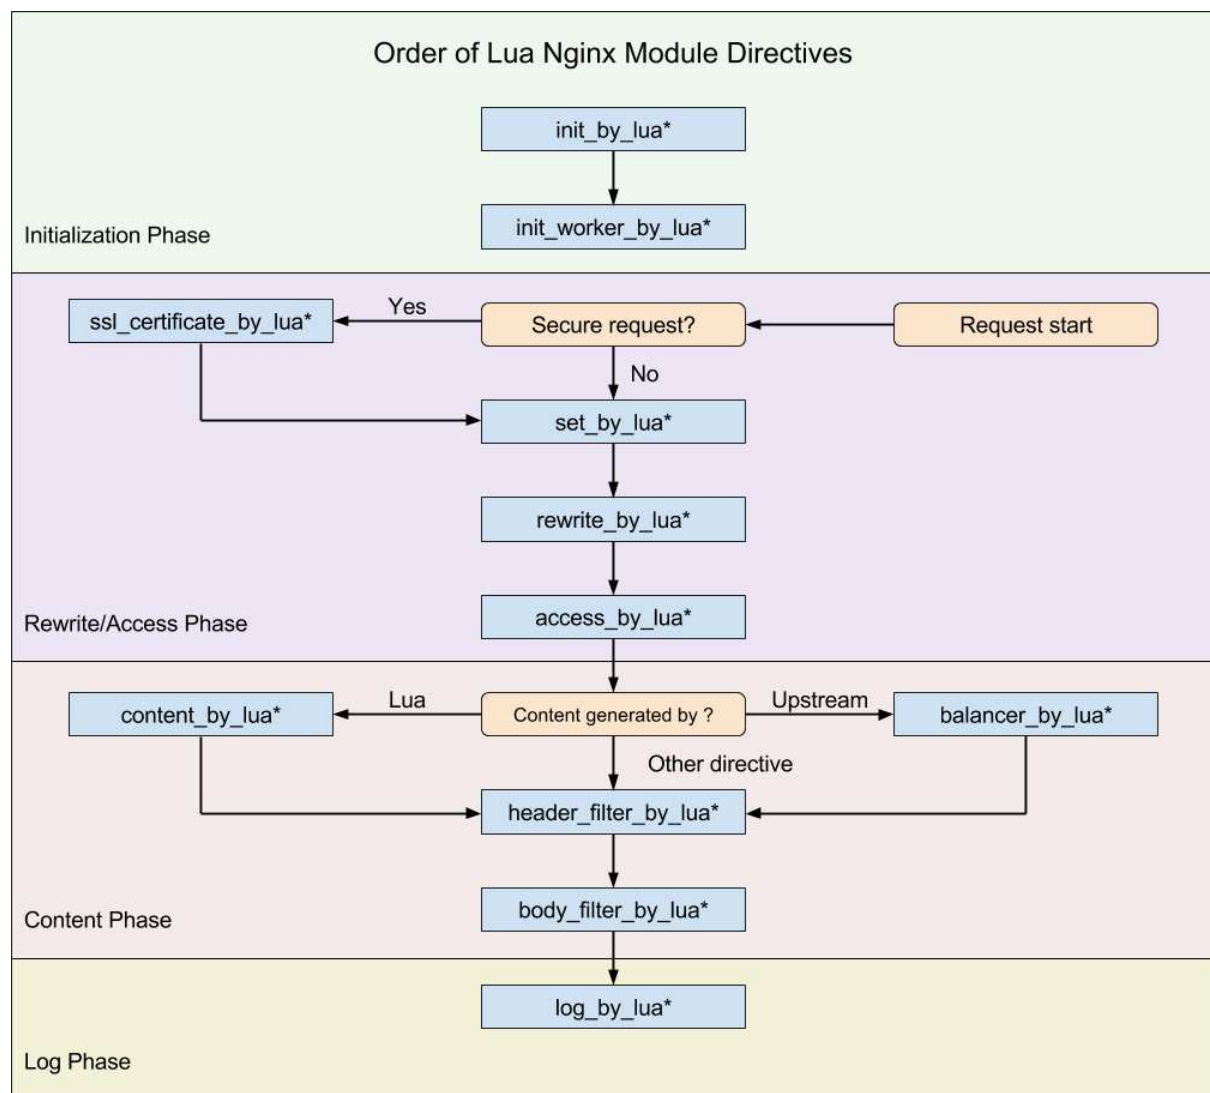 Order of Lua Nginx Module Directives
init_by_lua*
init_worker_by_lua*
Initialization Phase
ssl_certificate_by_lua*
Yes
Secure request?
Request start
No
set_by_lua*
rewrite_by_lua*
access_by_lua*
Rewrite/Access Phase
content_by_lua*
Lua
Content generated by ?
Upstream
balancer_by_lua*
Other directive
header_filter_by_lua*
body_filter_by_lua*
Content Phase
log_by_lua*
Log Phase